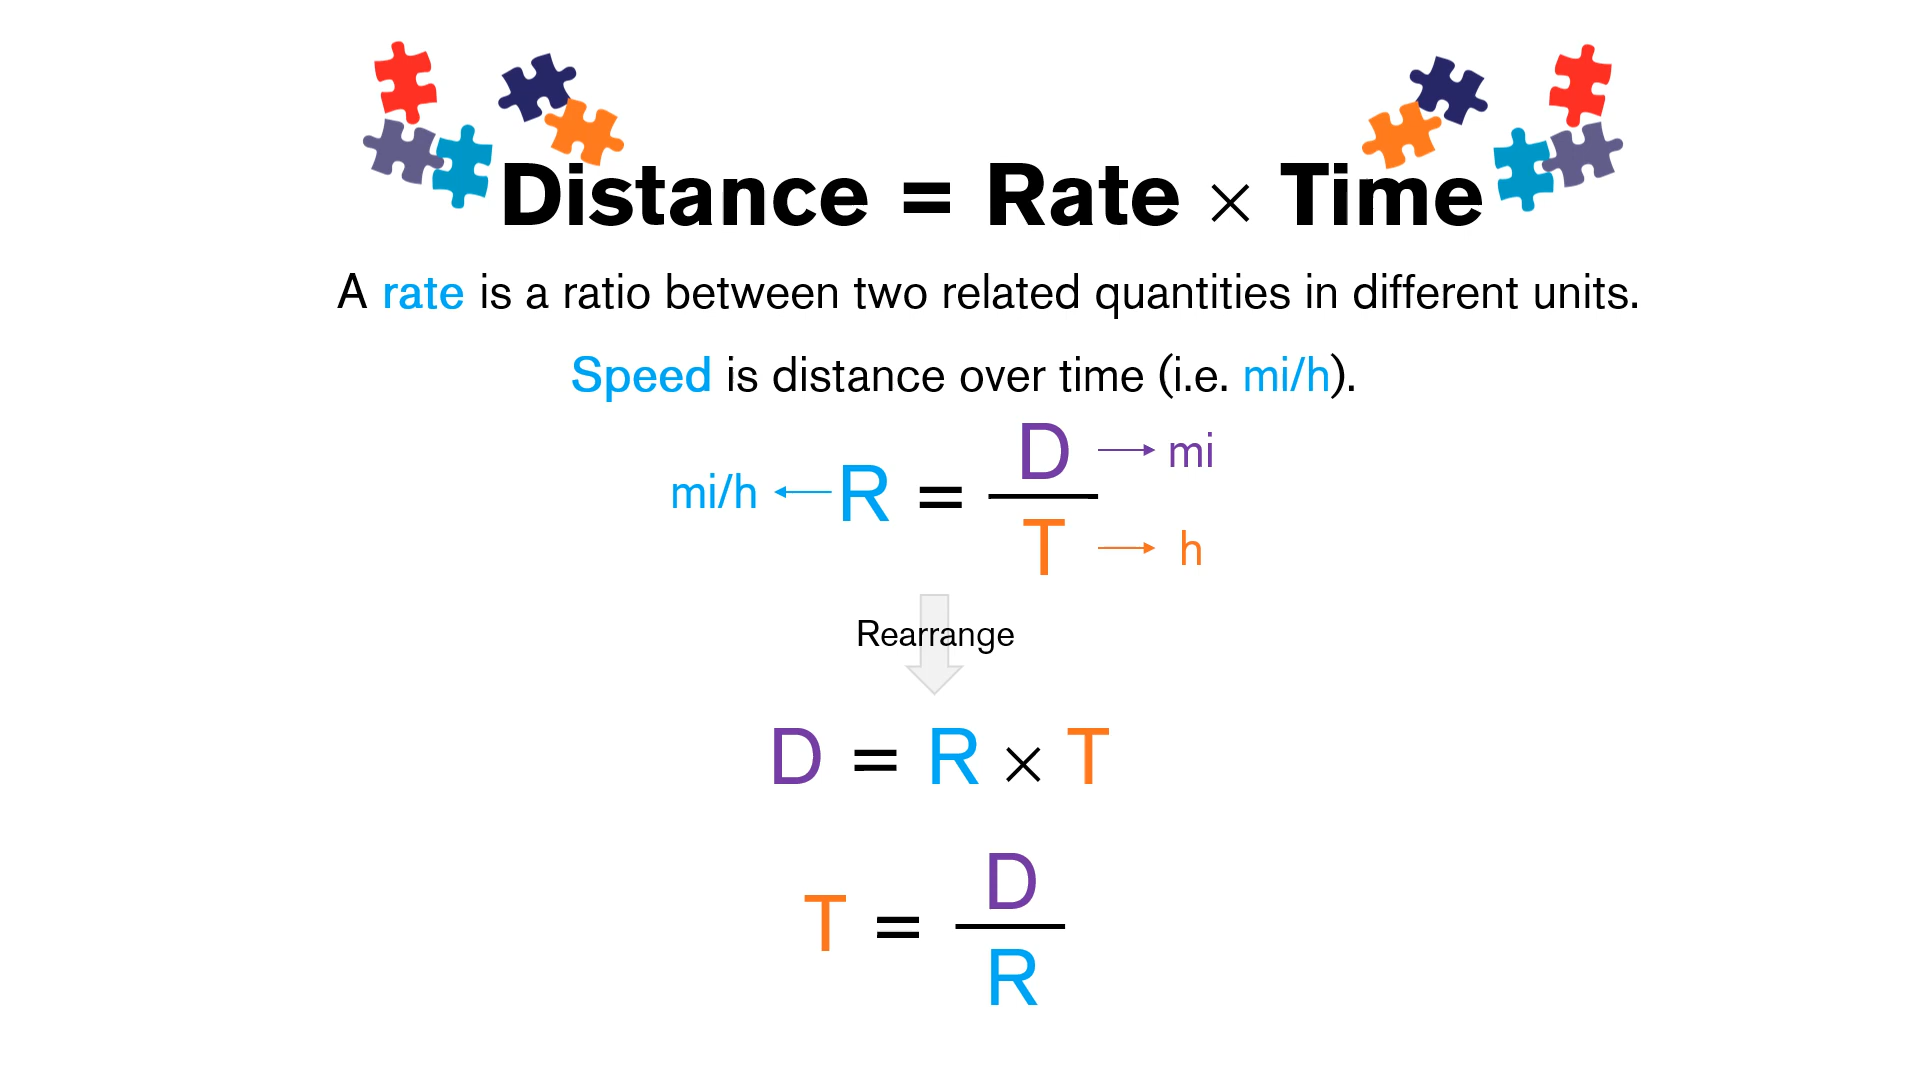 Distance = Rate × Time
A rate is a ratio between two related quantities in different units.
Speed is distance over time (i.e. mi/h).
D → mi
mi/h ← R =
T → h
Rearrange
D = R × T
D
T =
R